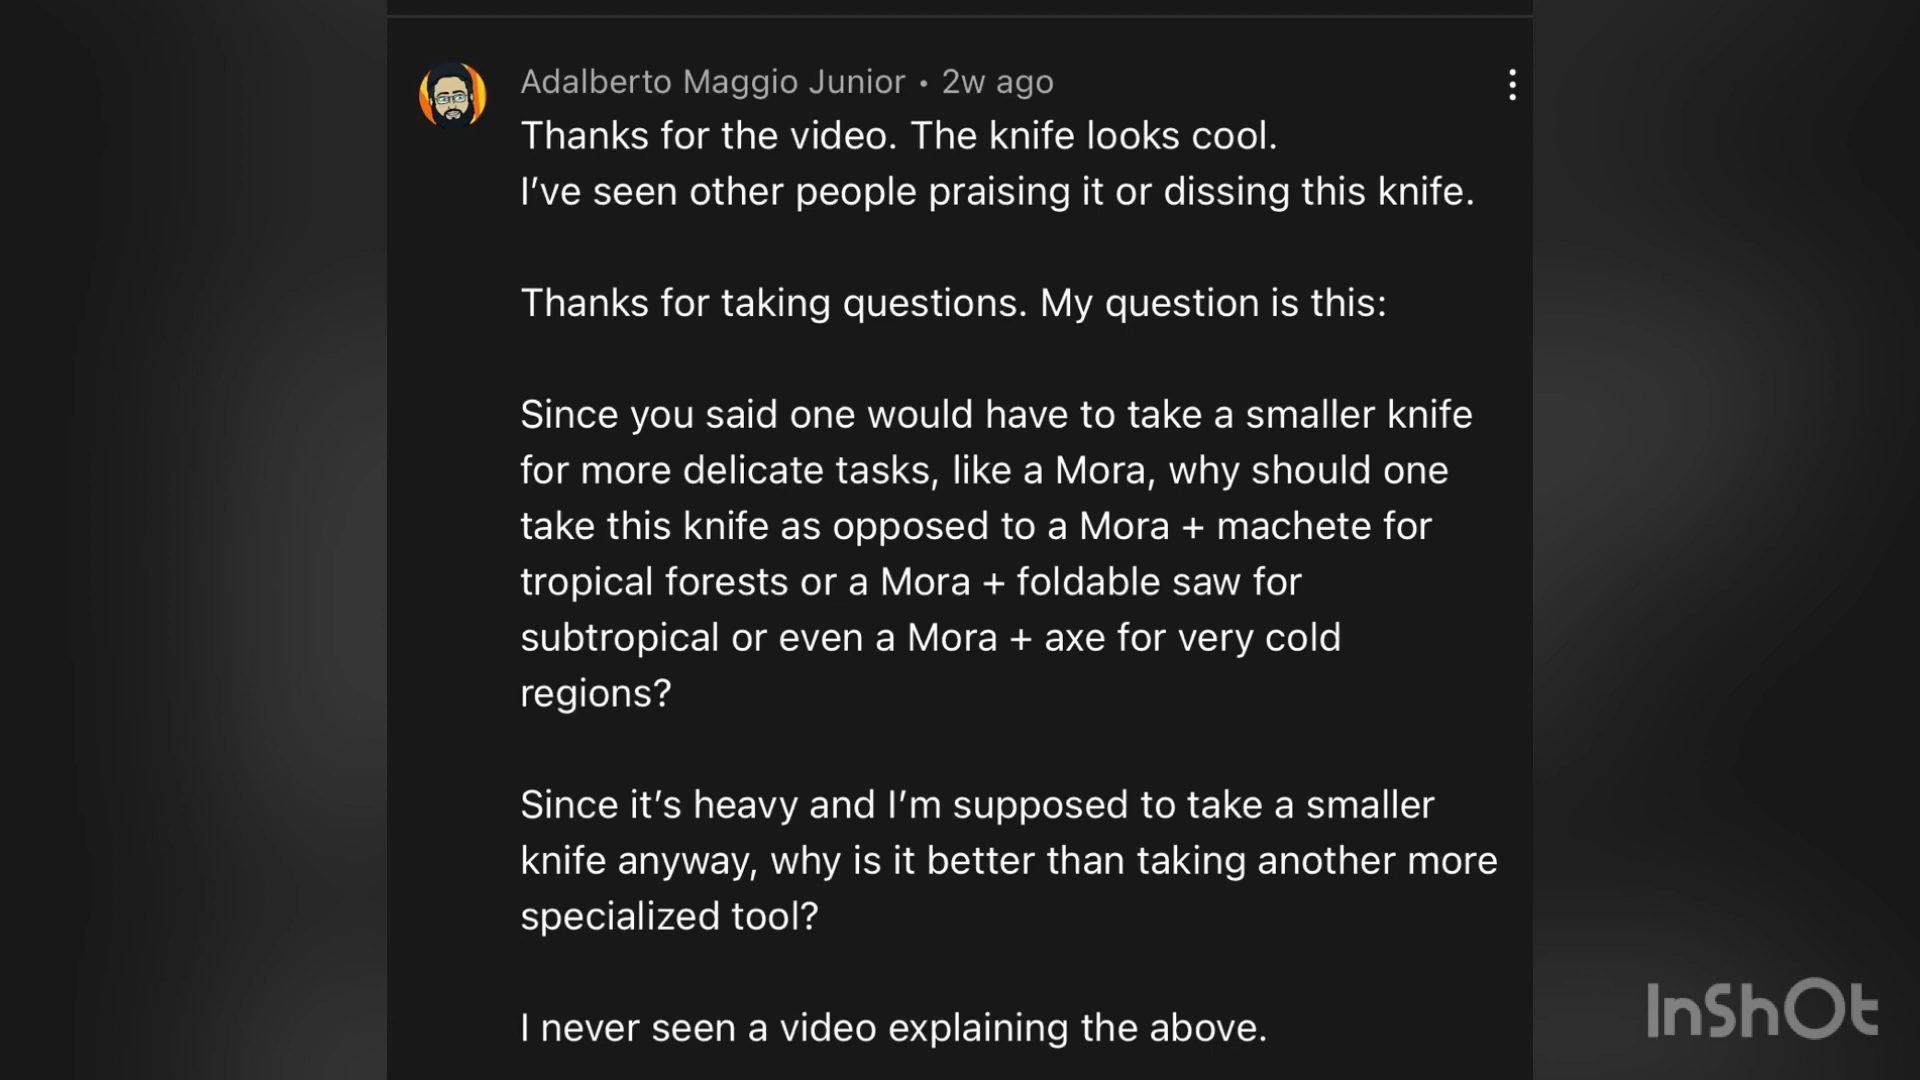 Adalberto Maggio Junior • 2w ago
Thanks for the video. The knife looks cool.
I've seen other people praising it or dissing this knife.
Thanks for taking questions. My question is this:
Since you said one would have to take a smaller knife
for more delicate tasks, like a Mora, why should one
take this knife as opposed to a Mora + machete for
tropical forests or a Mora + foldable saw for
subtropical or even a Mora + axe for very cold
regions?
Since it's heavy and I'm supposed to take a smaller
knife anyway, why is it better than taking another more
specialized tool?
I never seen a video explaining the above.
InShOt